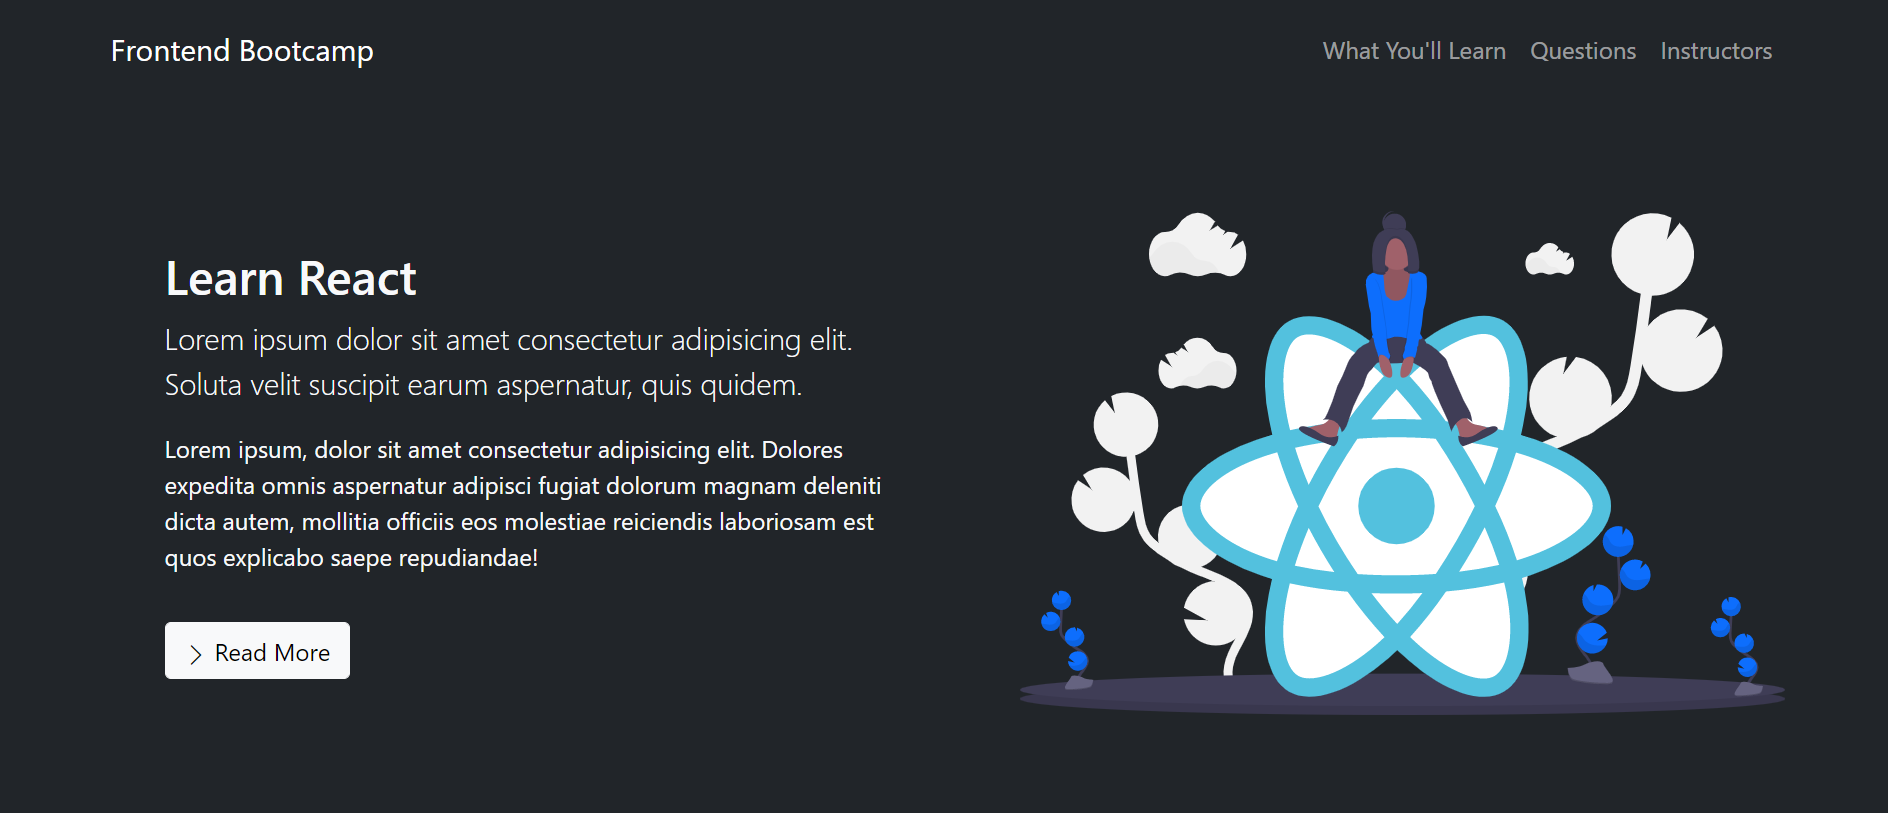 Frontend Bootcamp
What You'll Learn Questions Instructors
Learn React
Lorem ipsum dolor sit amet consectetur adipisicing elit.
Soluta velit suscipit earum aspernatur, quis quidem.
Lorem ipsum, dolor sit amet consectetur adipisicing elit. Dolores
expedita omnis aspernatur adipisci fugiat dolorum magnam deleniti
dicta autem, mollitia officiis eos molestiae reiciendis laboriosam est
quos explicabo saepe repudiandae!
Read More